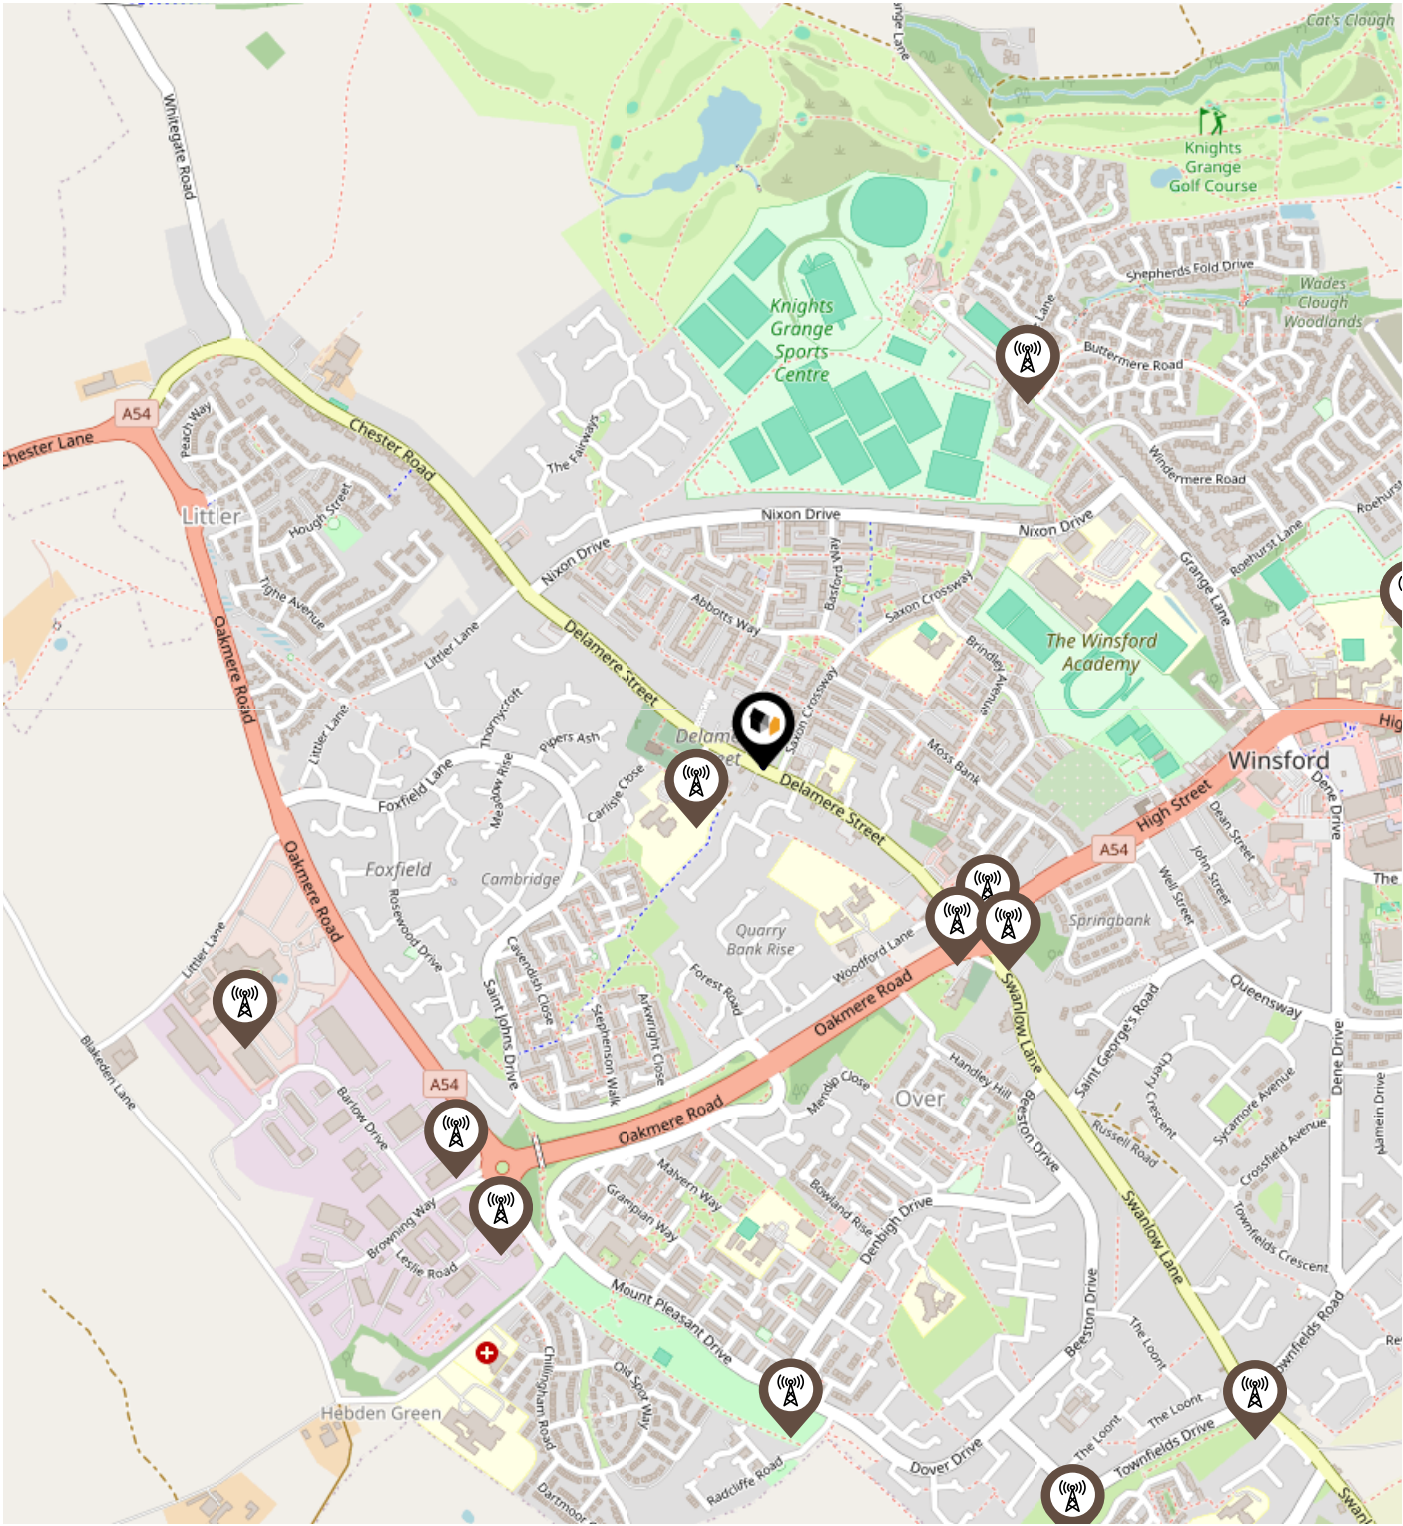 Cat's Clough
Whitegate Road
Knights
Grange
Golf Course
Shepherds Fold Drive
Wades
Clough
Woodlands
Lane
Knights
Grange
Sports
Centre
Buttermere Road
A54
Chester Road
Peach Way
The Fairways
Windermere Road
Littler
Hough Street
Nixon Drive
Nixon Drive
Nixon Drive
Roehurst Lane
Grange Lane
Basford Way
Saxon Crossway
Abbotts Way
Tighe Avenue
Littler Lane
Delamere Street
Brindley Avenue
The Winsford
Academy
Oakmere Road
Littler Lane
Thornycroft
Pipers Ash
Saxon Crossway
Moss Bank
Winsford
Foxfield Lane
Meadow Rise
Carlisle Close
Delamere Street
High Street
Dene Drive
Dean Street
A54
John Street
Well Street
The
Oakmere Road
Foxfield
Cambridge
Rosewood Drive
Quarry
Bank Rise
Woodford Lane
Springbank
Littler Lane
Cavendish Close
Saint Johns Drive
Forest Road
Stephenson Walk
Arkwright Close
Oakmere Road
Swanlow Lane
Queensway
Saint George's Road
Blakeden Lane
A54
Barlow Drive
Mendip Close
Over
Handley Hill
Beeston Drive
Cherry Crescent
Sycamore Avenue
Dene Drive
Oakmere Road
Russell Road
Crossfield Avenue
Malvern Way
Grampian Way
Bowland Rise
Denbigh Drive
Swanlow Lane
Townfields Crescent
Browning Way
Leslie Road
Mount Pleasant Drive
Beeston Drive
The Loont
Chillingham Road
Old Spot Way
Hebden Green
The Loont
The Loont
Townfields Drive
Dover Drive
Radcliffe Road